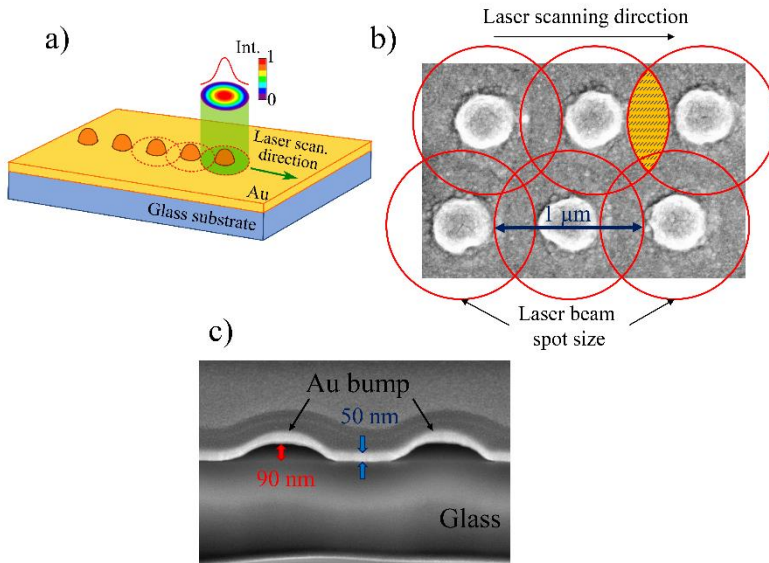 a)
Int.
1
0
Laser scan.
direction
Au
Glass substrate
b)
Laser scanning direction
1 μm
Laser beam
spot size
c)
Au bump
50 nm
90 nm
Glass